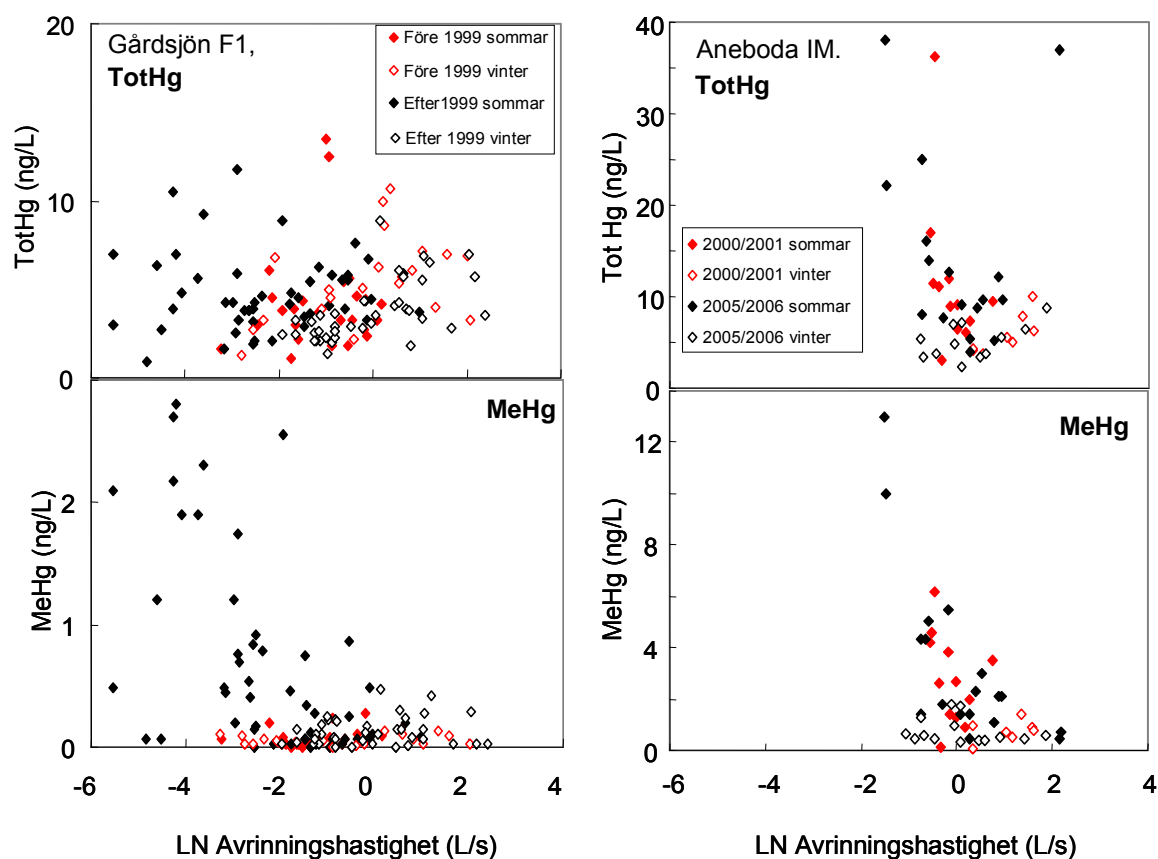 Gårdsjön F1,
TotHg
◆ Före 1999 sommar
◇ Före 1999 vinter
◆ Efter1999 sommar
◇ Efter 1999 vinter
TotHg (ng/L)
20
10
0
MeHg
MeHg (ng/L)
2
1
0
-6
-4
-2
0
2
4
LN Avrinningshastighet (L/s)
Aneboda IM.
TotHg
◆ 2000/2001 sommar
◇ 2000/2001 vinter
◆ 2005/2006 sommar
◇ 2005/2006 vinter
Tot Hg (ng/L)
40
30
20
10
0
MeHg
MeHg (ng/L)
12
8
4
0
-6
-4
-2
0
2
4
LN Avrinningshastighet (L/s)